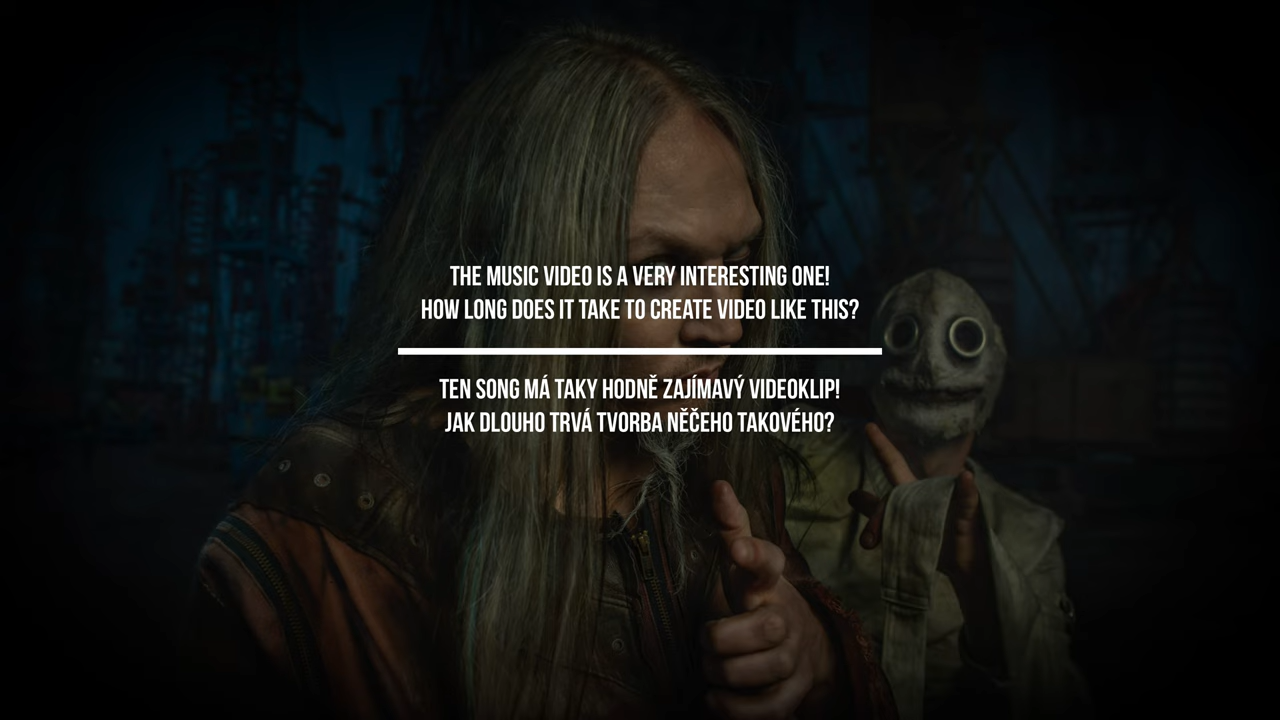 THE MUSIC VIDEO IS A VERY INTERESTING ONE!
HOW LONG DOES IT TAKE TO CREATE VIDEO LIKE THIS?
TEN SONG MÁ TAKY HODNĚ ZAJÍMAVÝ VIDEOKLIP!
JAK DLOUHO TRVÁ TVORBA NĚČEHO TAKOVÉHO?